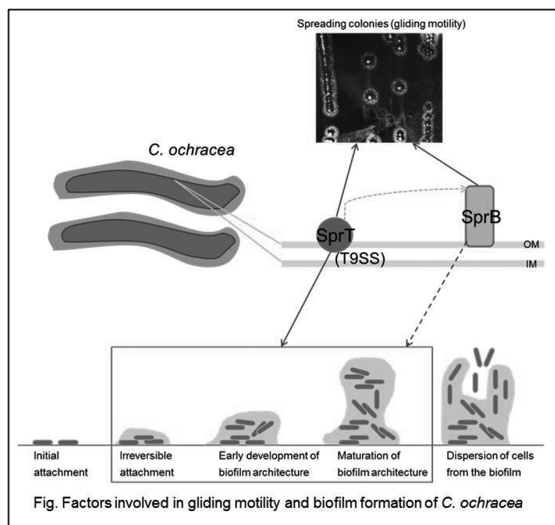 Spreading colonies (gliding motility)
C. ochracea
SprT
(T9SS)
SprB
OM
IM
Initial
attachment
Irreversible
attachment
Early development of
biofilm architecture
Maturation of
biofilm architecture
Dispersion of cells
from the biofilm
Fig. Factors involved in gliding motility and biofilm formation of C. ochracea